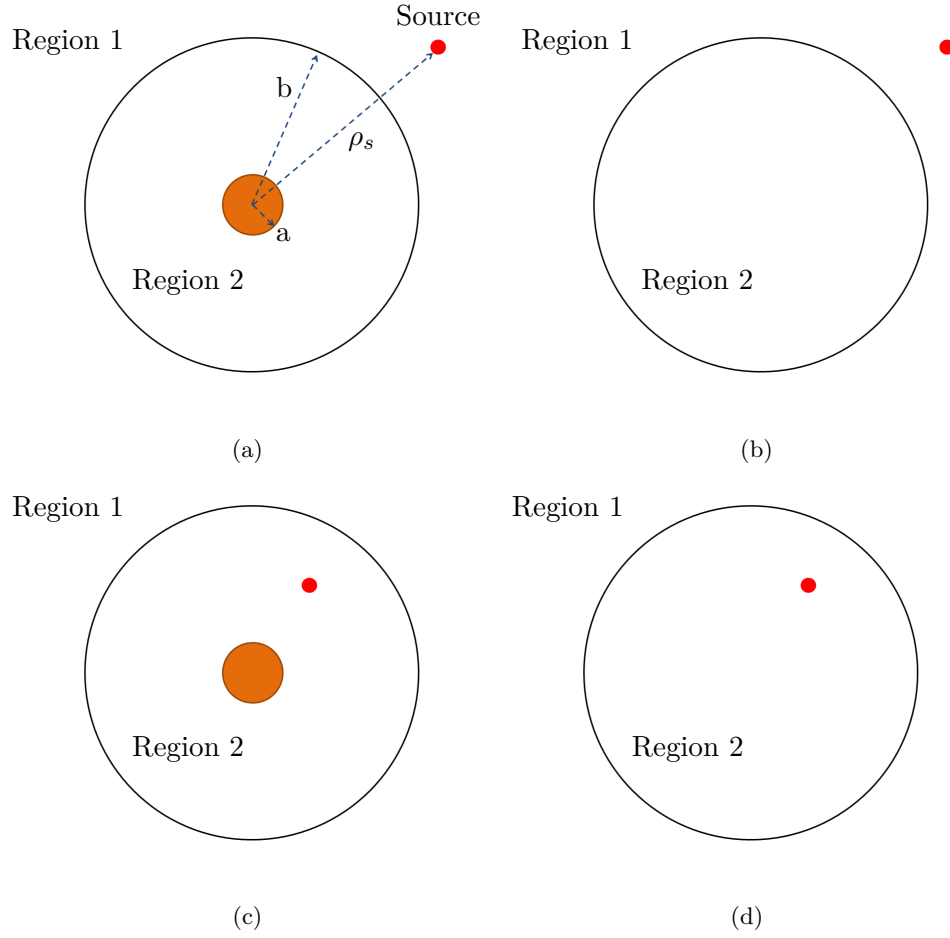 Source
Region 1
b
ρₛ
a
Region 2
(a)
Region 1
Region 2
(b)
Region 1
Region 2
(c)
Region 1
Region 2
(d)